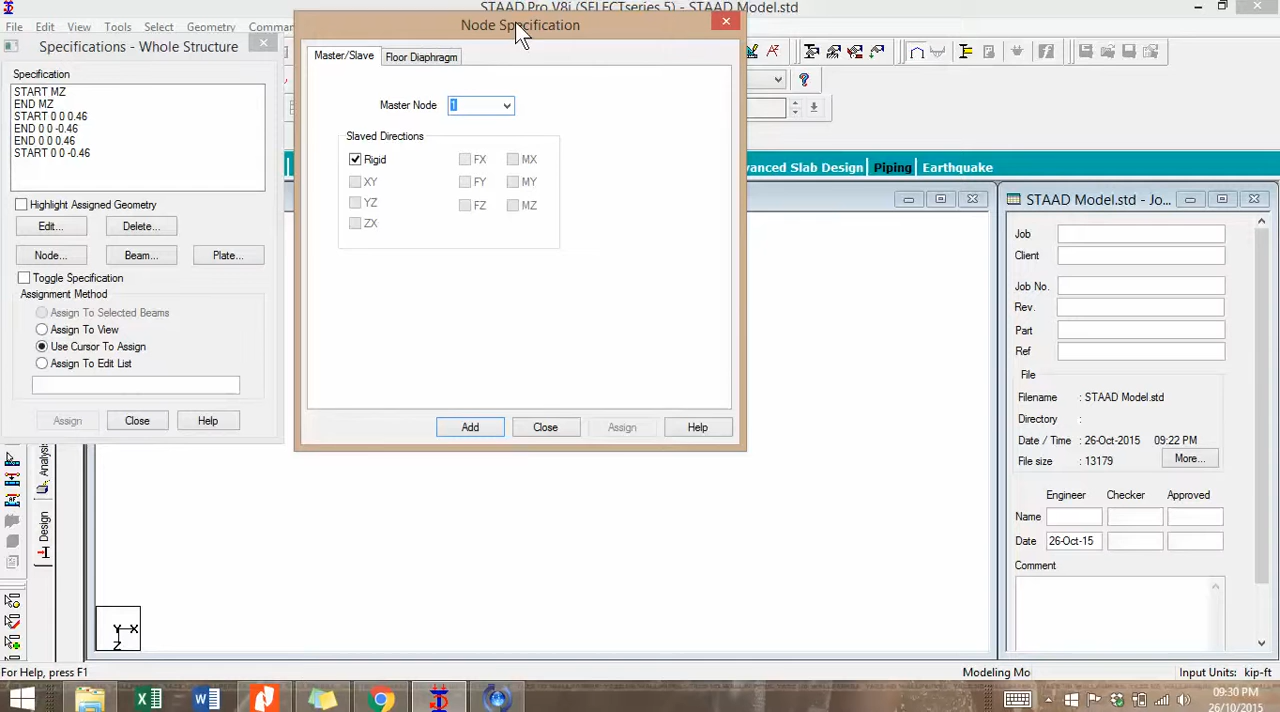 STAAD.Pro V8i (SELECTseries 5) - STAAD Model.std
File Edit View Tools Select Geometry
Specifications - Whole Structure
Specification
START MZ
END MZ
START 0 0 0.46
END 0 0 -0.46
END 0 0 0.46
START 0 0 -0.46
Highlight Assigned Geometry
Edit... Delete...
Node... Beam... Plate...
Toggle Specification
Assignment Method
Assign To Selected Beams
Assign To View
Use Cursor To Assign
Assign To Edit List
Assign Close Help
Node Specification
Master/Slave Floor Diaphragm
Master Node 1
Slaved Directions
Rigid FX MX
XY FY MY
YZ FZ MZ
ZX
Add Close Assign Help
Slab Design Piping Earthquake
STAAD Model.std - Jo...
Job
Client
Job No.
Rev.
Part
Ref
File
Filename : STAAD Model.std
Directory :
Date / Time : 26-Oct-2015 09:22 PM
File size : 13179 More...
Engineer Checker Approved
Name
Date 26-Oct-15
Comment
Analysis
Design
Y X
Z
For Help, press F1 Modeling Mo Input Units: kip-ft
09:30 PM
26/10/2015